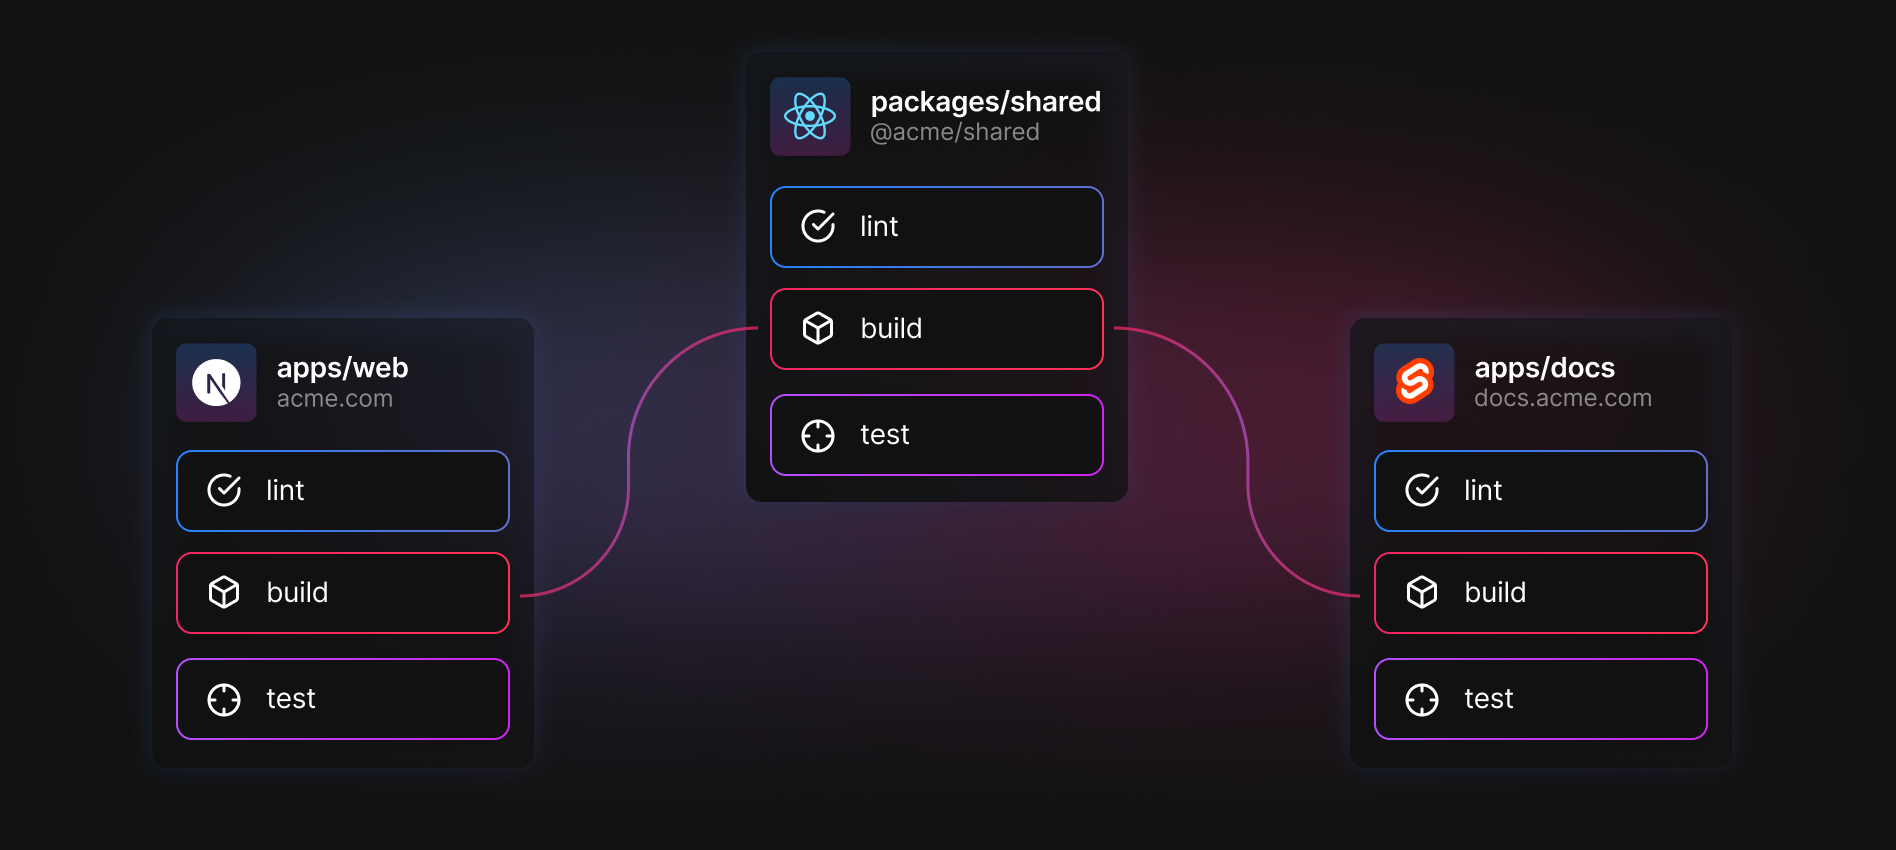 packages/shared
@acme/shared
lint
build
test
apps/web
acme.com
lint
build
test
apps/docs
docs.acme.com
lint
build
test